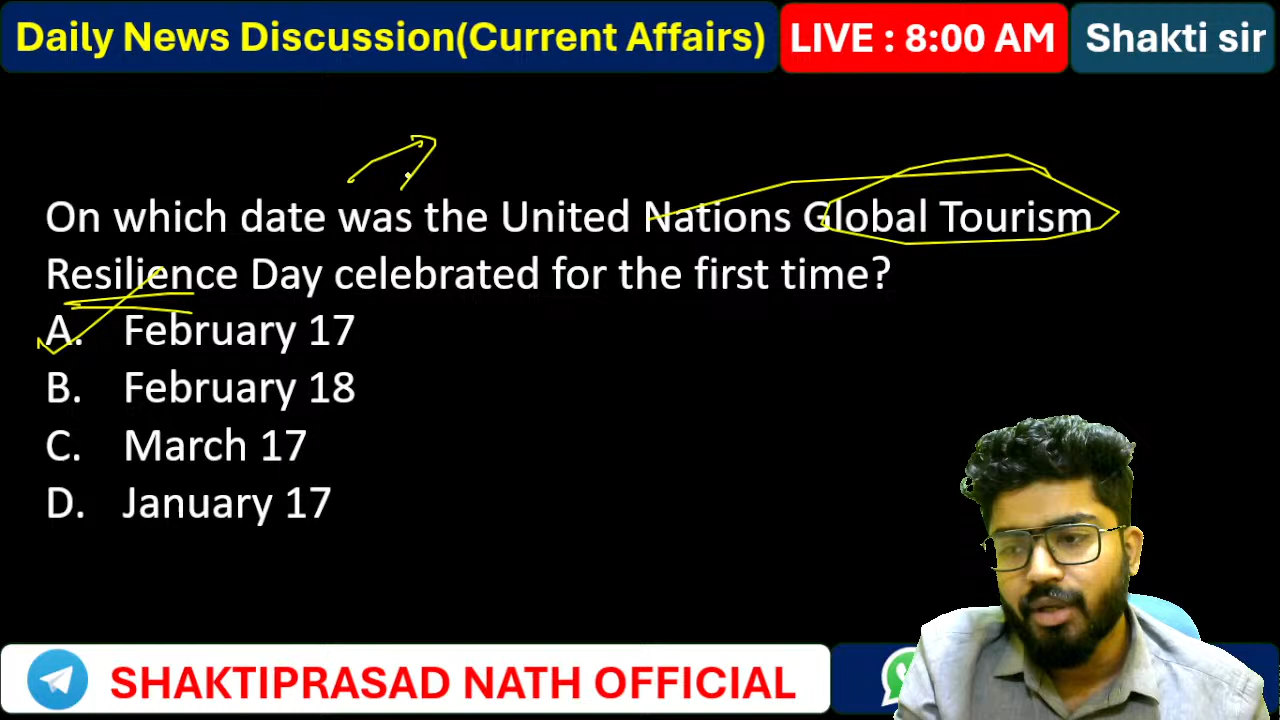 Daily News Discussion(Current Affairs)
LIVE : 8:00 AM
Shakti sir
On which date was the United Nations Global Tourism
Resilience Day celebrated for the first time?
A. February 17
B. February 18
C. March 17
D. January 17
SHAKTIPRASAD NATH OFFICIAL